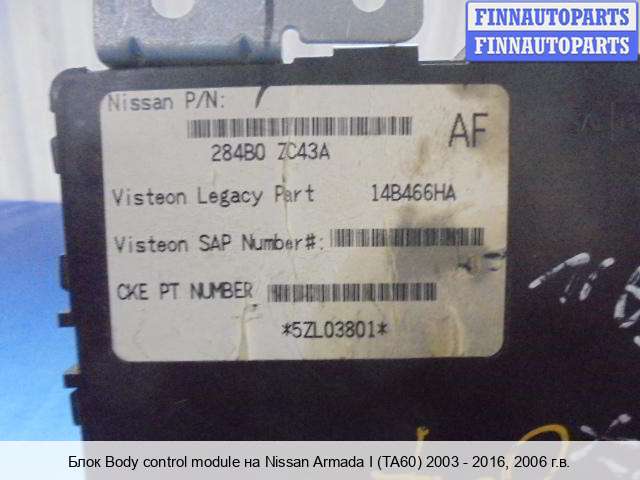 FINNAUTOPARTS
FINNAUTOPARTS
Nissan P/N:
AF
284B0 ZC43A
Visteon Legacy Part 14B466HA
Visteon SAP Number#:
CKE PT NUMBER
*5ZL03801*
Блок Body control module на Nissan Armada I (TA60) 2003 - 2016, 2006 г.в.